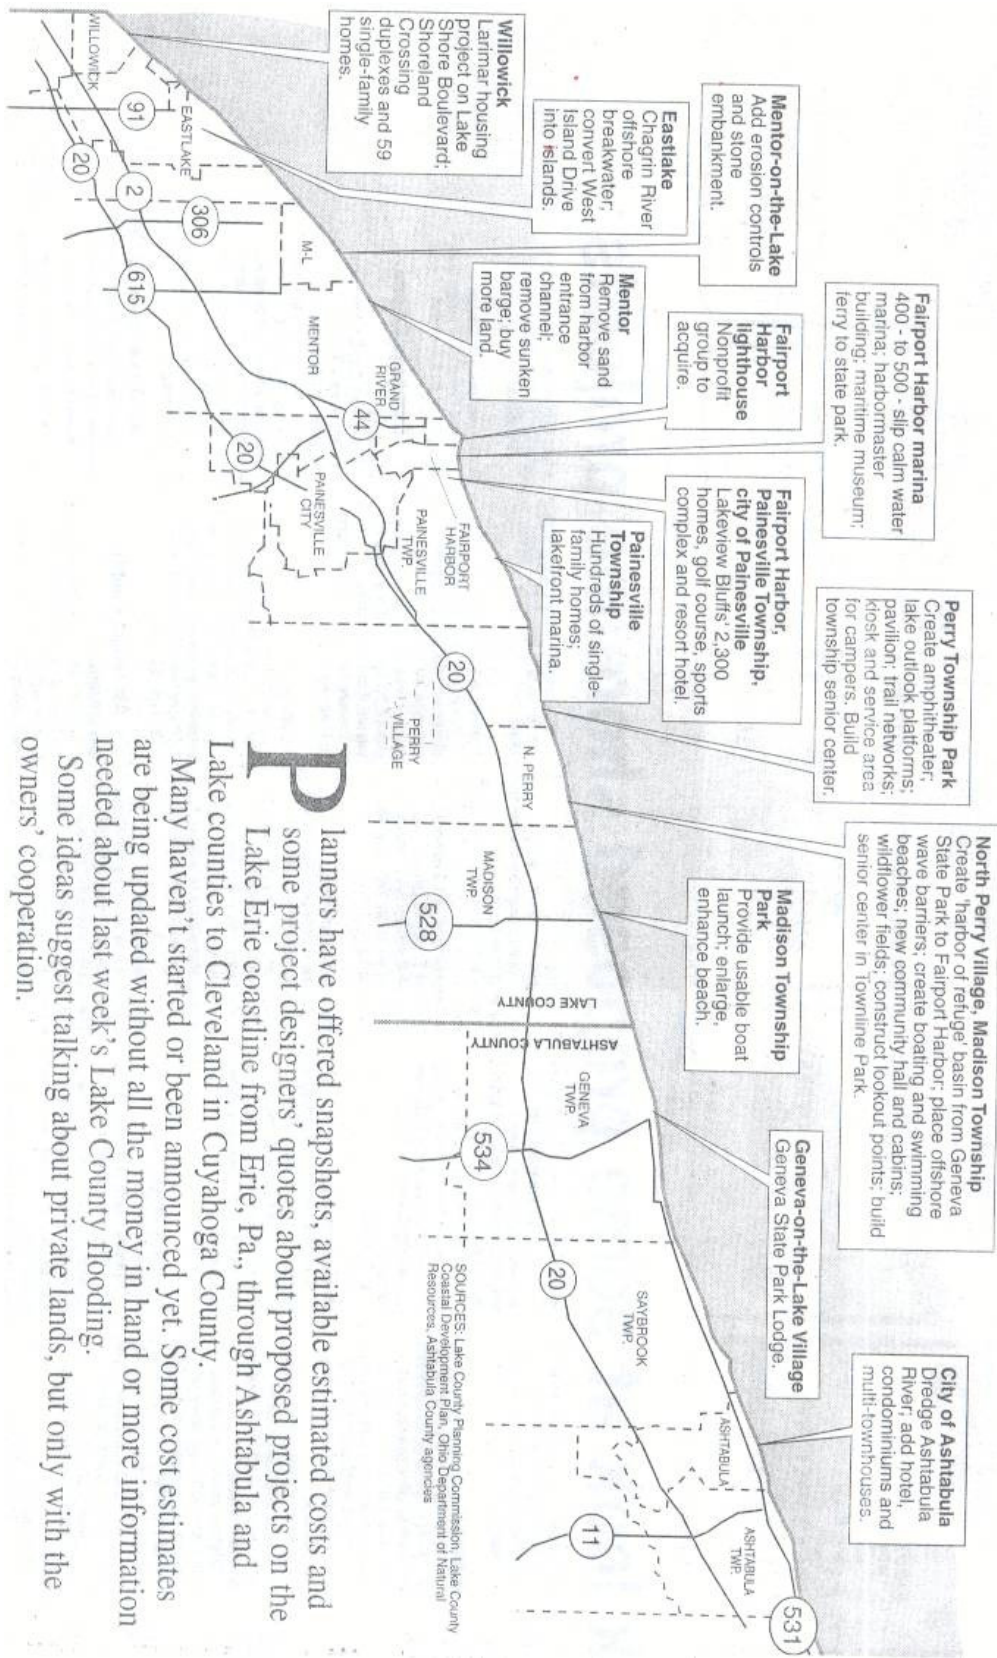 Willowick
Larimar housing
project on Lake
Shore Boulevard;
Shoreland
Crossing
duplexes and 59
single-family
homes.
Eastlake
Chagrin River
offshore
breakwater;
convert West
Island Drive
into islands.
Mentor-on-the-Lake
Add erosion controls
and stone
embankment.
Mentor
Remove sand
from harbor
entrance
channel;
remove sunken
barge; buy
more land.
Fairport
Harbor
lighthouse
Nonprofit
group to
acquire.
Fairport Harbor marina
400 - to 500 - slip calm water
marina; harbormaster
building; maritime museum;
ferry to state park.
Fairport Harbor,
Painesville Township,
city of Painesville
Lakeview Bluffs' 2,300
homes, golf course, sports
complex and resort hotel.
Painesville
Township
Hundreds of single-
family homes;
lakefront marina.
Perry Township Park
Create amphitheater;
lake outlook platforms;
pavilion; trail networks;
kiosk and service area
for campers. Build
township senior center.
North Perry Village, Madison Township
Create 'harbor of refuge' basin from Geneva
State Park to Fairport Harbor; place offshore
wave barriers; create boating and swimming
beaches; new community hall and cabins;
wildflower fields; construct lookout points; build
senior center in Townline Park.
Madison Township
Park
Provide usable boat
launch; enlarge,
enhance beach.
Geneva-on-the-Lake Village
Geneva State Park Lodge.
City of Ashtabula
Dredge Ashtabula
River; add hotel,
condominiums and
multi-townhouses.
WILLOWICK
EASTLAKE
91
20
2
306
615
M-L
MENTOR
GRAND
RIVER
44
20
PAINESVILLE
CITY
FAIRPORT
HARBOR
PAINESVILLE
TWP.
20
PERRY
VILLAGE
N. PERRY
MADISON
TWP.
528
LAKE COUNTY
ASHTABULA COUNTY
GENEVA
TWP.
534
20
SAYBROOK
TWP.
ASHTABULA
11
ASHTABULA
TWP.
531
SOURCES: Lake County Planning Commission, Lake County
Coastal Development Plan, Ohio Department of Natural
Resources, Ashtabula County agencies
Planners have offered snapshots, available estimated costs and
some project designers' quotes about proposed projects on the
Lake Erie coastline from Erie, Pa., through Ashtabula and
Lake counties to Cleveland in Cuyahoga County.
Many haven't started or been announced yet. Some cost estimates
are being updated without all the money in hand or more information
needed about last week's Lake County flooding.
Some ideas suggest talking about private lands, but only with the
owners' cooperation.